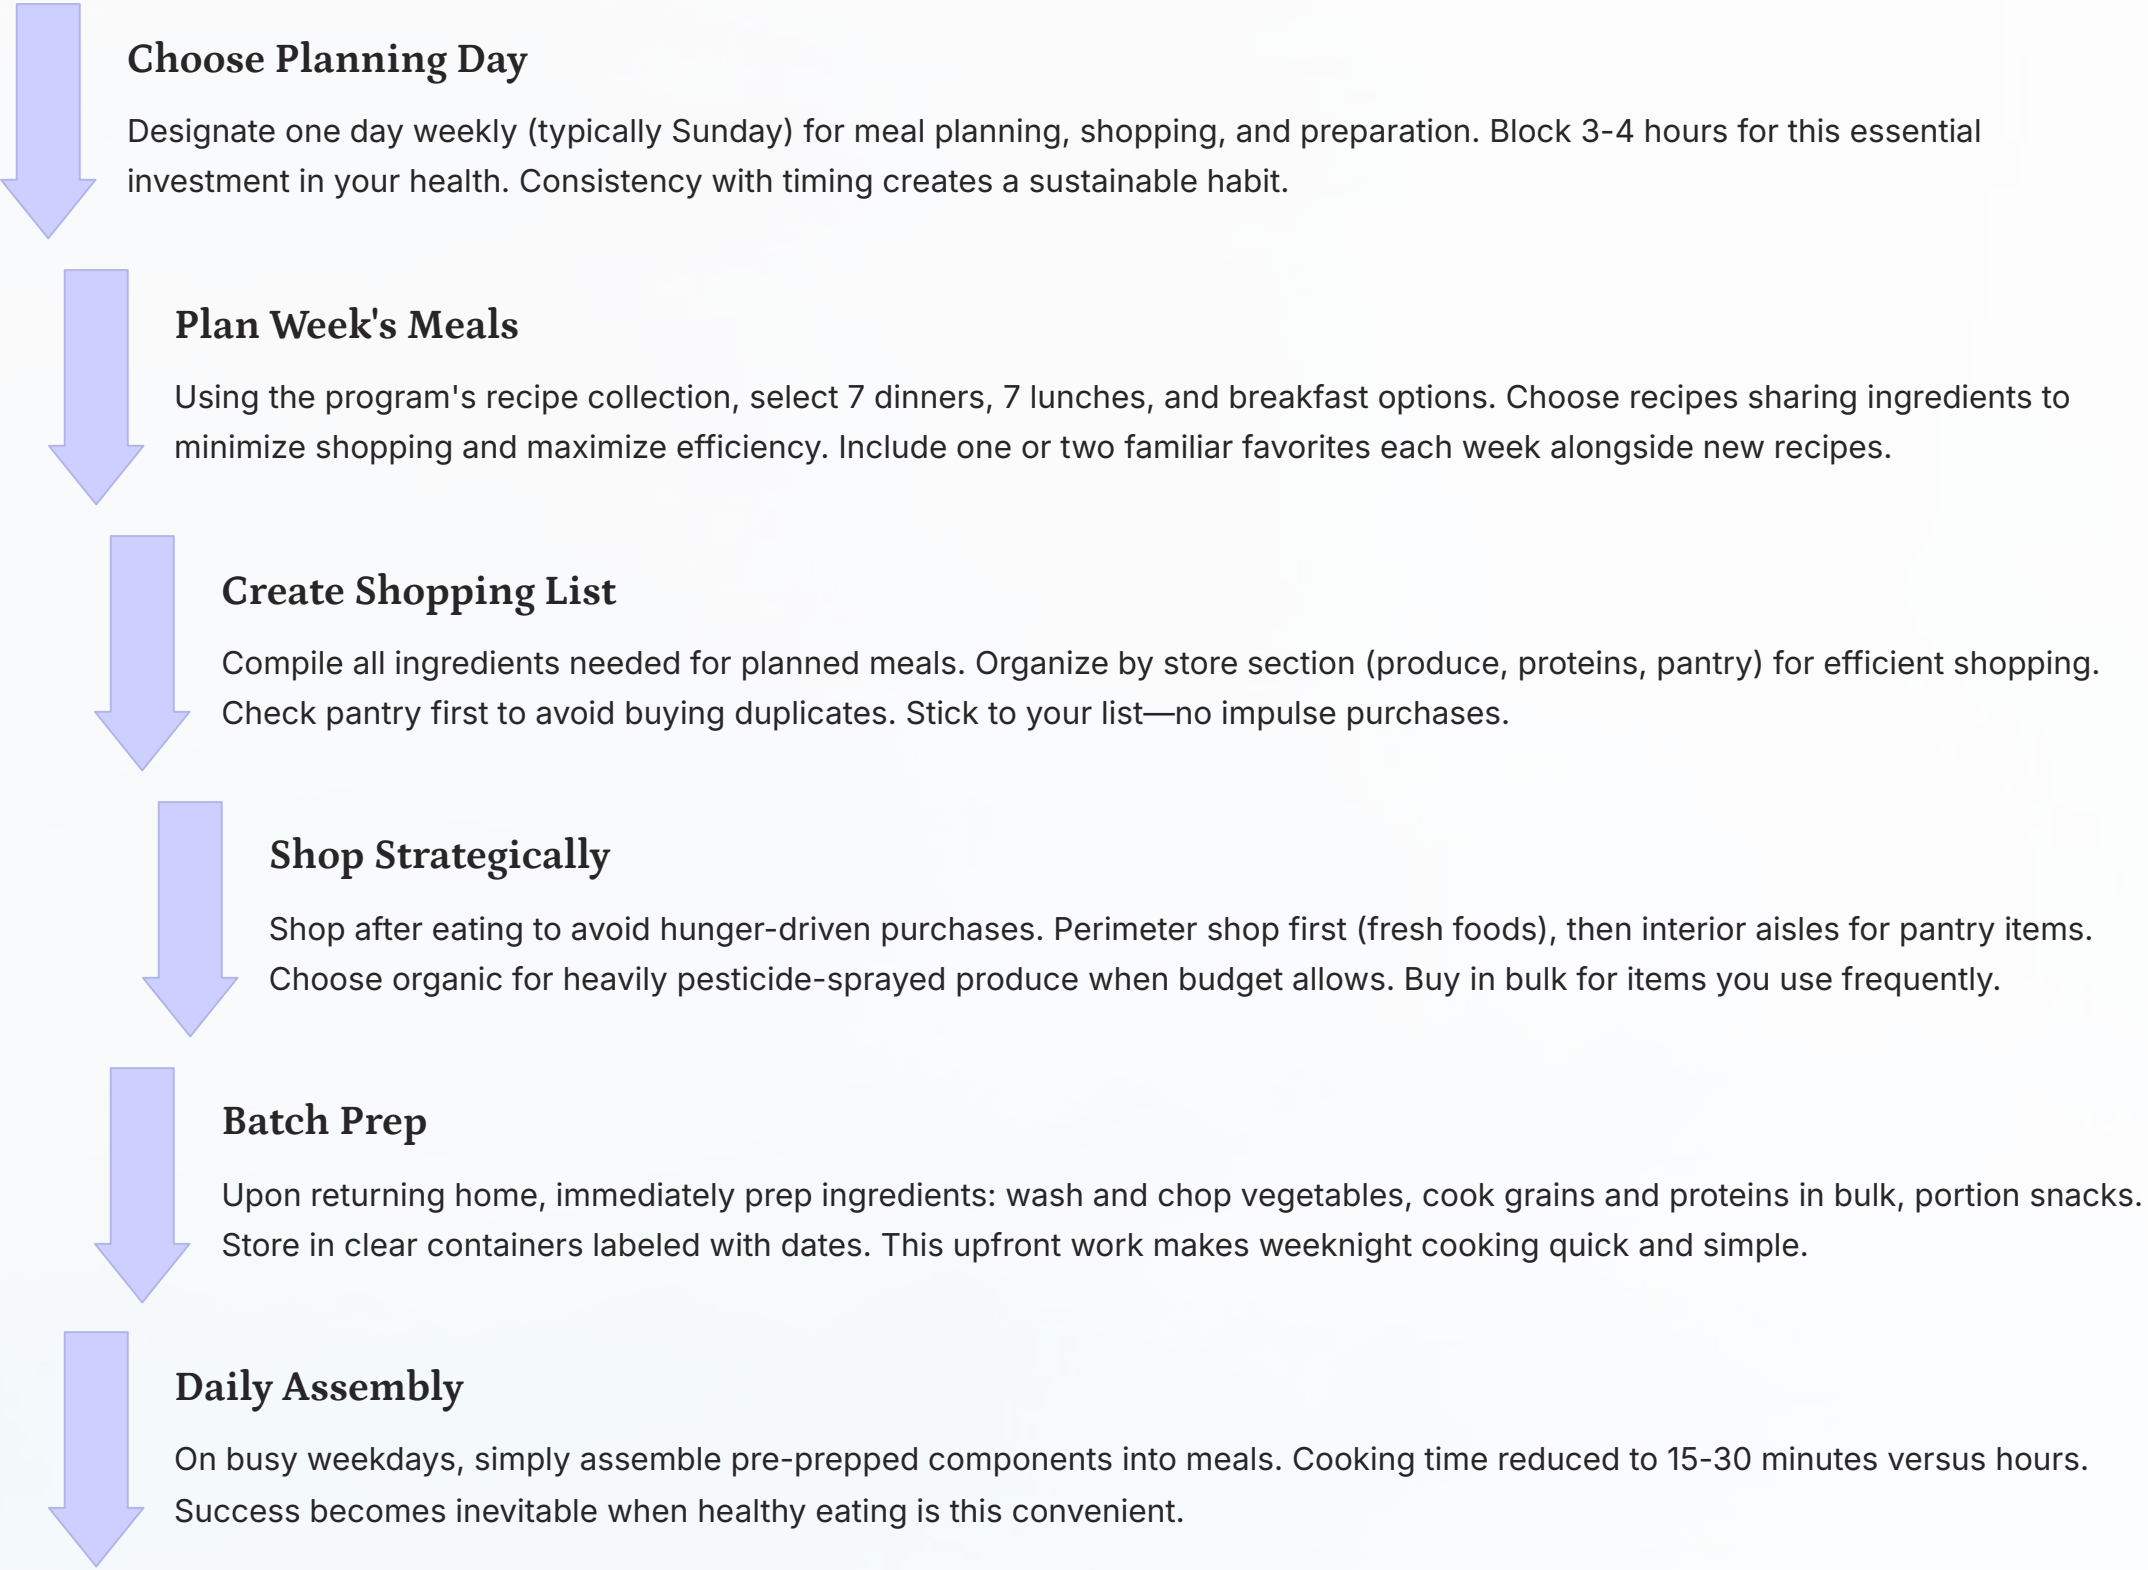 Choose Planning Day
Designate one day weekly (typically Sunday) for meal planning, shopping, and preparation. Block 3-4 hours for this essential
investment in your health. Consistency with timing creates a sustainable habit.
Plan Week's Meals
Using the program's recipe collection, select 7 dinners, 7 lunches, and breakfast options. Choose recipes sharing ingredients to
minimize shopping and maximize efficiency. Include one or two familiar favorites each week alongside new recipes.
Create Shopping List
Compile all ingredients needed for planned meals. Organize by store section (produce, proteins, pantry) for efficient shopping.
Check pantry first to avoid buying duplicates. Stick to your list—no impulse purchases.
Shop Strategically
Shop after eating to avoid hunger-driven purchases. Perimeter shop first (fresh foods), then interior aisles for pantry items.
Choose organic for heavily pesticide-sprayed produce when budget allows. Buy in bulk for items you use frequently.
Batch Prep
Upon returning home, immediately prep ingredients: wash and chop vegetables, cook grains and proteins in bulk, portion snacks.
Store in clear containers labeled with dates. This upfront work makes weeknight cooking quick and simple.
Daily Assembly
On busy weekdays, simply assemble pre-prepped components into meals. Cooking time reduced to 15-30 minutes versus hours.
Success becomes inevitable when healthy eating is this convenient.